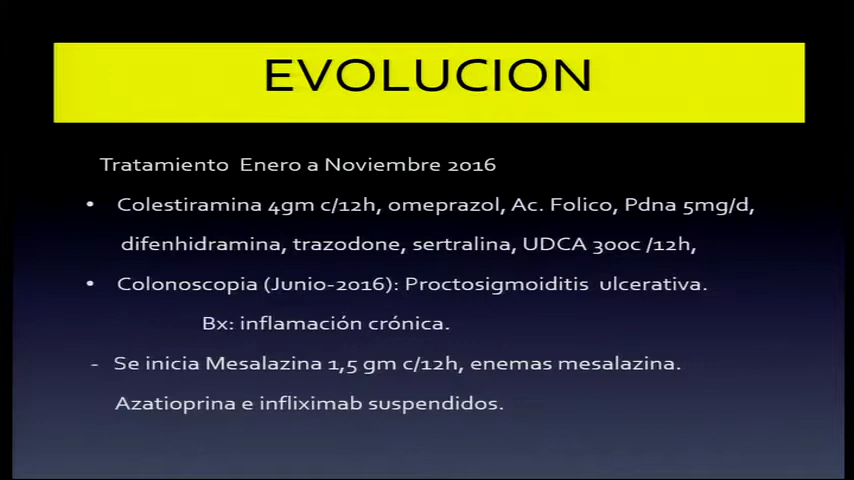 EVOLUCION
Tratamiento Enero a Noviembre 2016
• Colestiramina 4gm c/12h, omeprazol, Ac. Folico, Pdna 5mg/d,
difenhidramina, trazodone, sertralina, UDCA 300c /12h,
• Colonoscopia (Junio-2016): Proctosigmoiditis ulcerativa.
Bx: inflamación crónica.
- Se inicia Mesalazina 1,5 gm c/12h, enemas mesalazina.
Azatioprina e infliximab suspendidos.